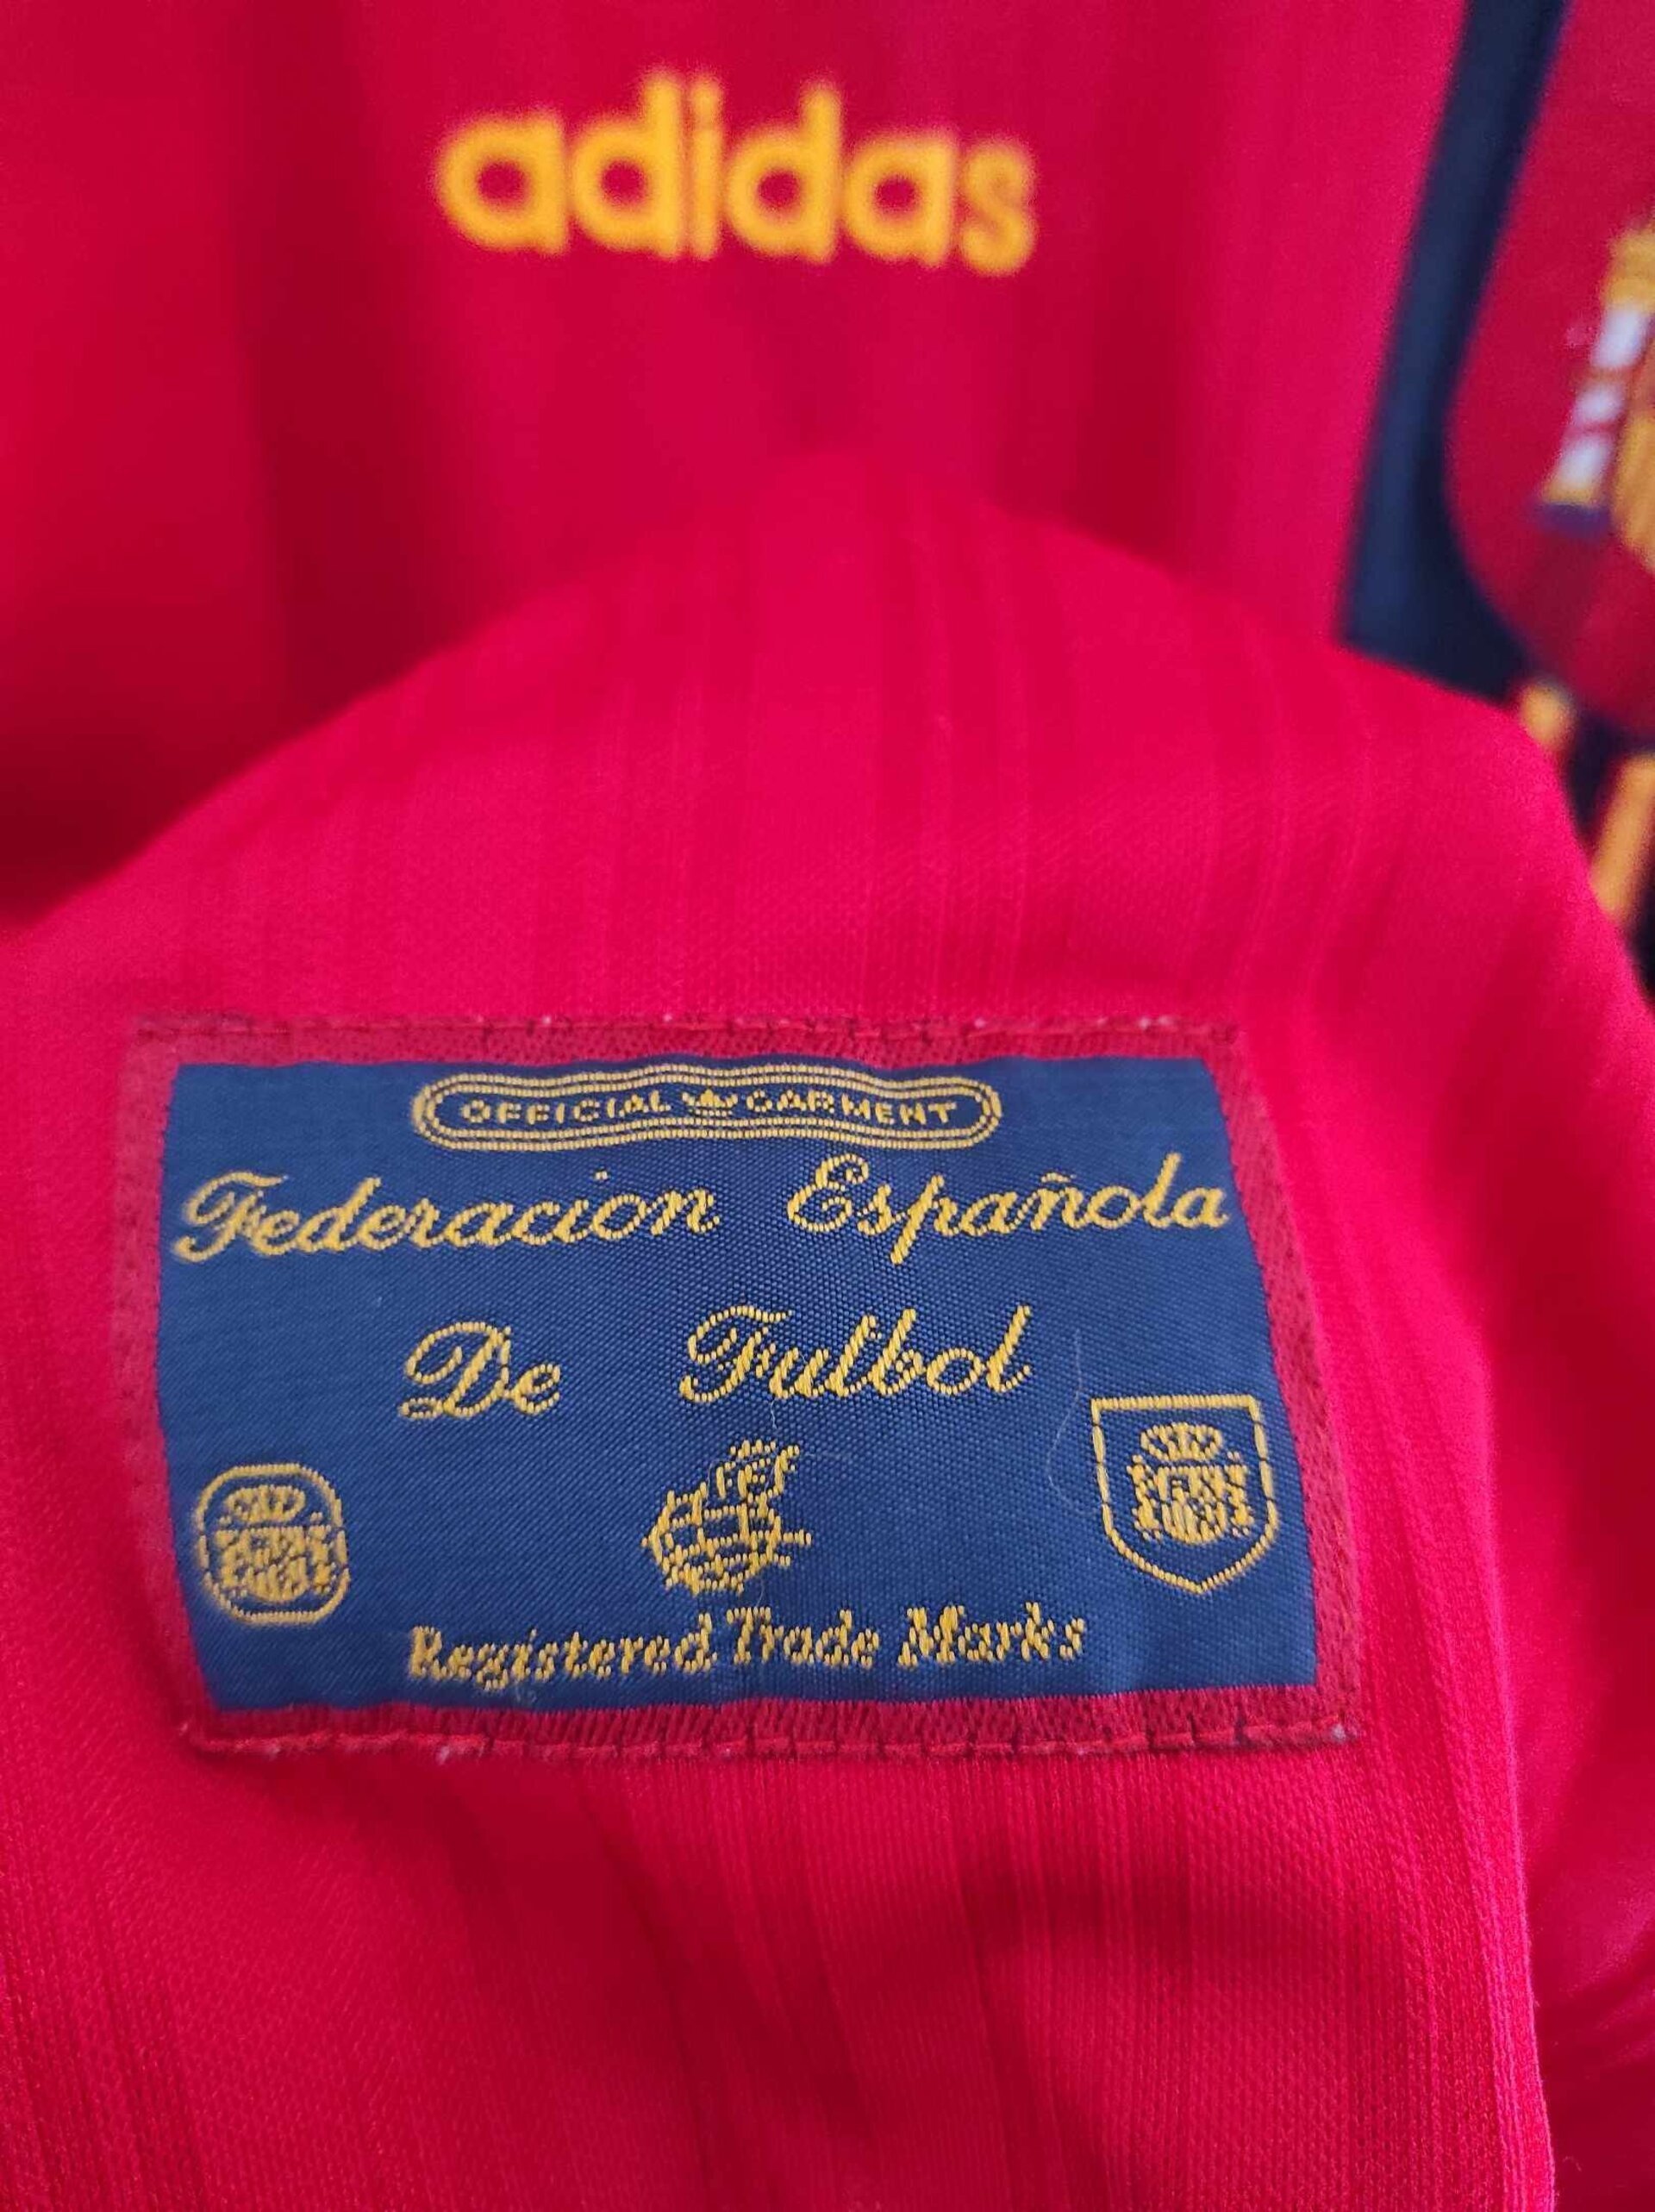 adidas
OFFICIAL GARMENT
Federacion Española
De Futbol
Registered Trade Marks